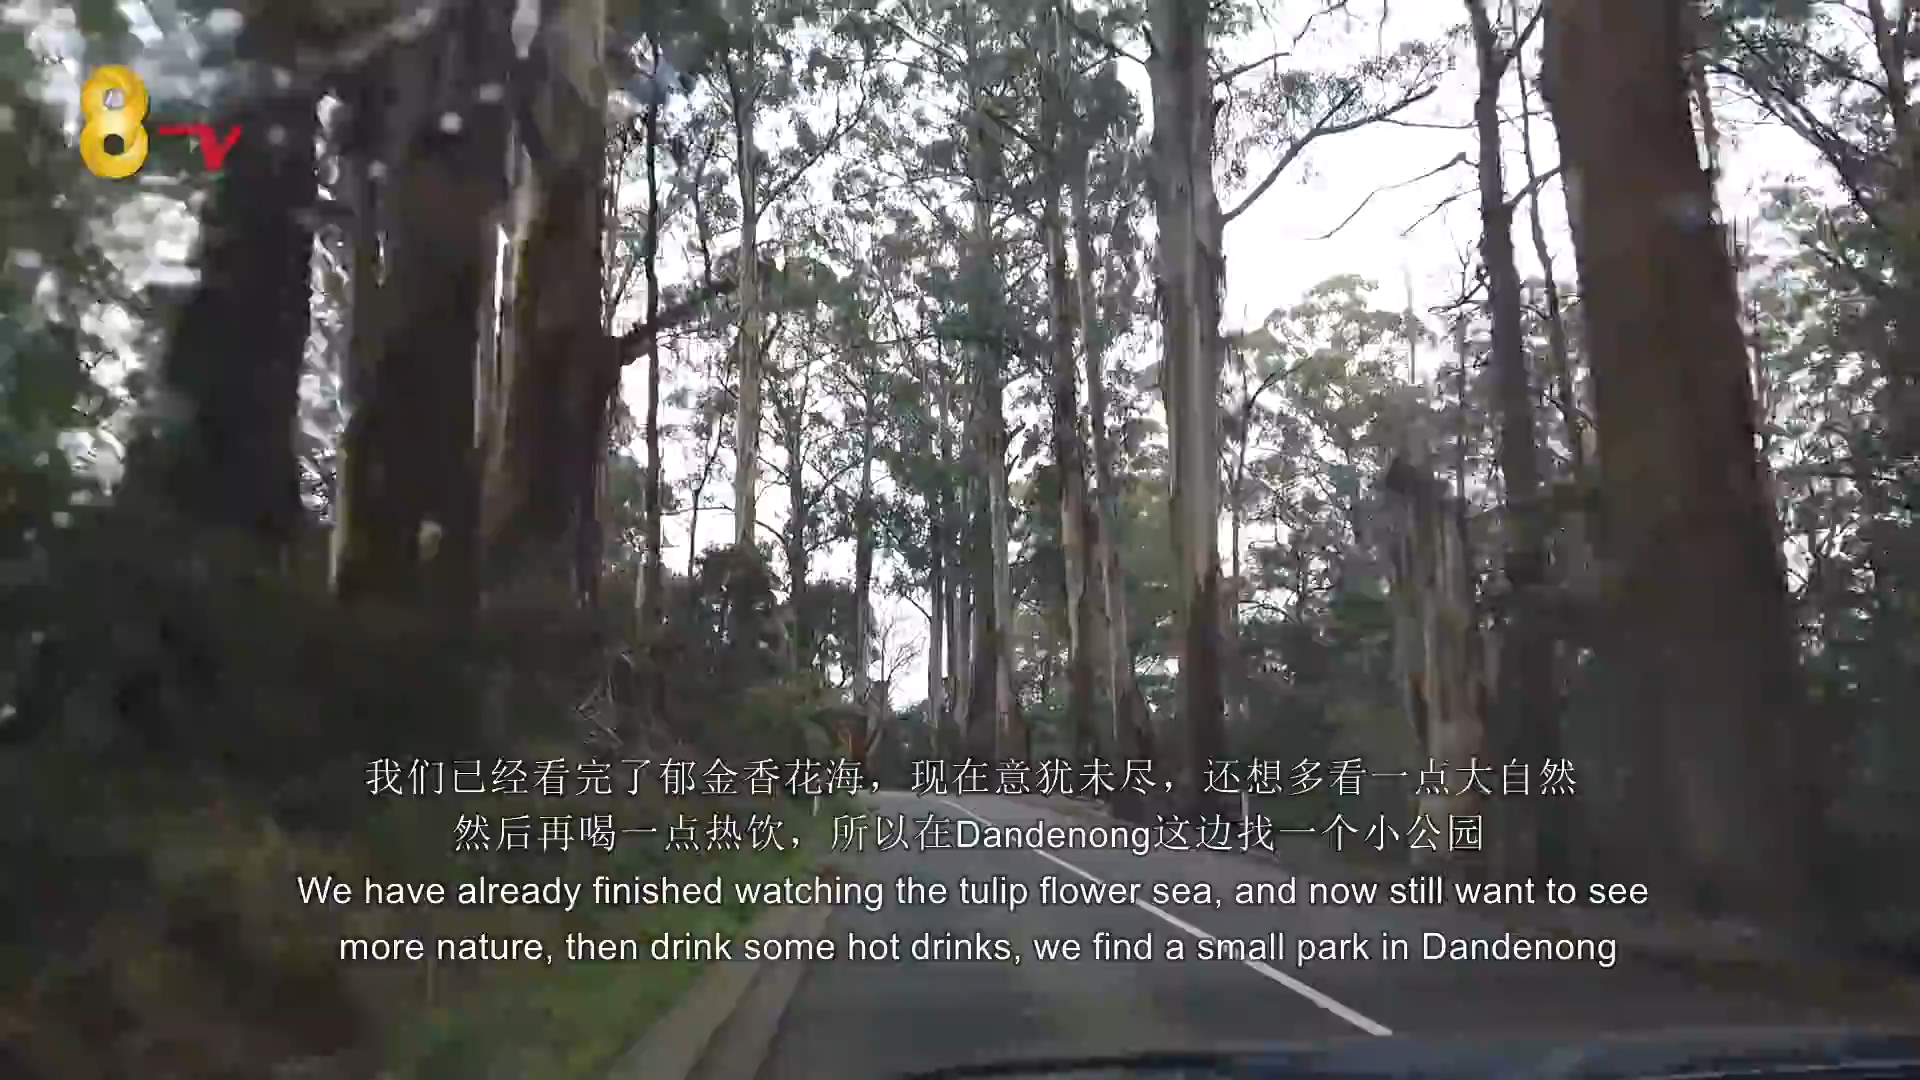 8TV
我们已经看完了郁金香花海，现在意犹未尽，还想多看一点大自然
然后再喝一点热饮，所以在Dandenong这边找一个小公园
We have already finished watching the tulip flower sea, and now still want to see
more nature, then drink some hot drinks, we find a small park in Dandenong